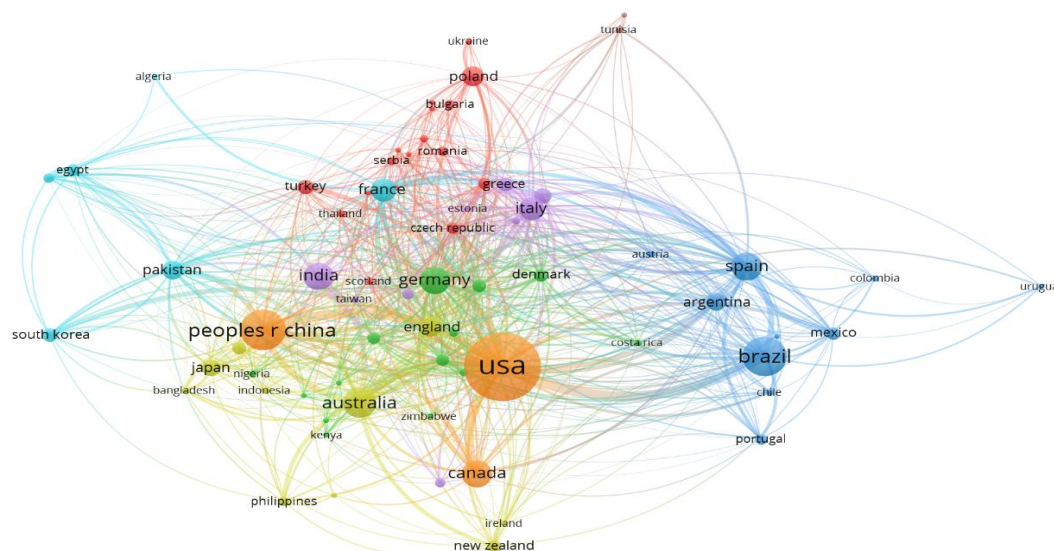 ukraine
tunisia
poland
algeria
bulgaria
romania
serbia
egypt
turkey
france
greece
estonia
italy
thailand
czech republic
pakistan
india
scotland
germany
denmark
austria
spain
colombia
urugua
taiwan
argentina
south korea
peoples r china
england
mexico
costa rica
japan
nigeria
usa
brazil
bangladesh
indonesia
australia
zimbabwe
chile
kenya
portugal
canada
philippines
ireland
new zealand